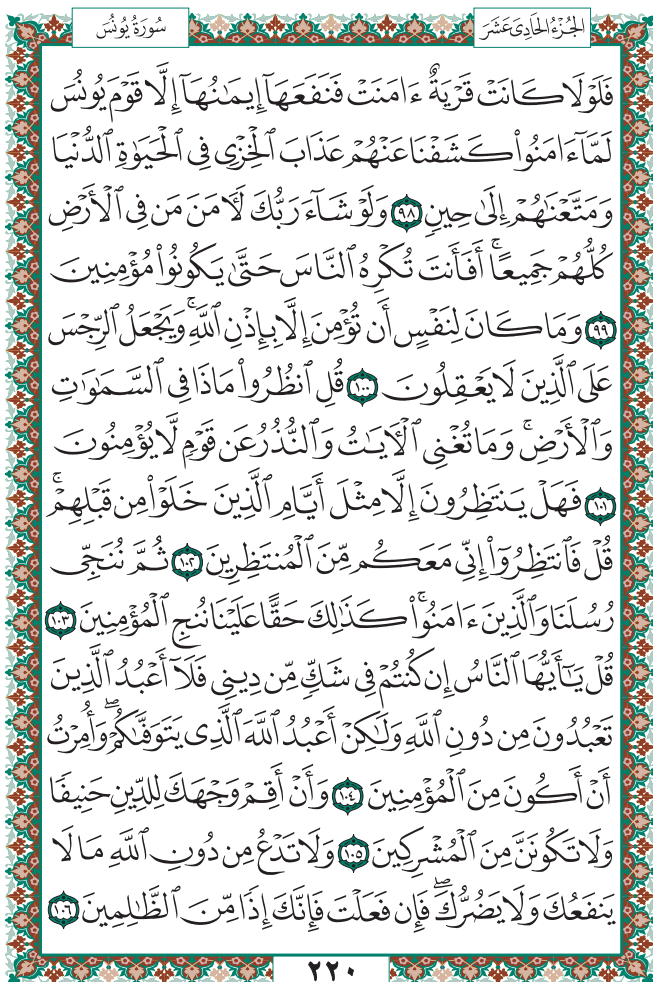 الجُزْءُ الحَادِى عَشَرَ
سُورَةُ يُونُسَ
فَلَوْلَا كَانَتْ قَرْيَةٌ ءَامَنَتْ فَنَفَعَهَآ إِيمَٰنُهَآ إِلَّا قَوْمَ يُونُسَ
لَمَّآ ءَامَنُوا۟ كَشَفْنَا عَنْهُمْ عَذَابَ ٱلْخِزْىِ فِى ٱلْحَيَوٰةِ ٱلدُّنْيَا
وَمَتَّعْنَٰهُمْ إِلَىٰ حِينٍ ٩٨ وَلَوْ شَآءَ رَبُّكَ لَءَامَنَ مَن فِى ٱلْأَرْضِ
كُلُّهُمْ جَمِيعًا ۚ أَفَأَنتَ تُكْرِهُ ٱلنَّاسَ حَتَّىٰ يَكُونُوا۟ مُؤْمِنِينَ
٩٩ وَمَا كَانَ لِنَفْسٍ أَن تُؤْمِنَ إِلَّا بِإِذْنِ ٱللَّهِ ۚ وَيَجْعَلُ ٱلرِّجْسَ
عَلَى ٱلَّذِينَ لَا يَعْقِلُونَ ١٠٠ قُلِ ٱنظُرُوا۟ مَاذَا فِى ٱلسَّمَٰوَٰتِ
وَٱلْأَرْضِ ۚ وَمَا تُغْنِى ٱلْءَايَٰتُ وَٱلنُّذُرُ عَن قَوْمٍ لَّا يُؤْمِنُونَ
١٠١ فَهَلْ يَنتَظِرُونَ إِلَّا مِثْلَ أَيَّامِ ٱلَّذِينَ خَلَوْا۟ مِن قَبْلِهِمْ ۚ
قُلْ فَٱنتَظِرُوٓا۟ إِنِّى مَعَكُم مِّنَ ٱلْمُنتَظِرِينَ ١٠٢ ثُمَّ نُنَجِّى
رُسُلَنَا وَٱلَّذِينَ ءَامَنُوا۟ ۚ كَذَٰلِكَ حَقًّا عَلَيْنَا نُنجِ ٱلْمُؤْمِنِينَ ١٠٣
قُلْ يَٰٓأَيُّهَا ٱلنَّاسُ إِن كُنتُمْ فِى شَكٍّ مِّن دِينِى فَلَآ أَعْبُدُ ٱلَّذِينَ
تَعْبُدُونَ مِن دُونِ ٱللَّهِ وَلَٰكِنْ أَعْبُدُ ٱللَّهَ ٱلَّذِى يَتَوَفَّىٰكُمْ ۖ وَأُمِرْتُ
أَنْ أَكُونَ مِنَ ٱلْمُؤْمِنِينَ ١٠٤ وَأَنْ أَقِمْ وَجْهَكَ لِلدِّينِ حَنِيفًا
وَلَا تَكُونَنَّ مِنَ ٱلْمُشْرِكِينَ ١٠٥ وَلَا تَدْعُ مِن دُونِ ٱللَّهِ مَا لَا
يَنفَعُكَ وَلَا يَضُرُّكَ ۖ فَإِن فَعَلْتَ فَإِنَّكَ إِذًا مِّنَ ٱلظَّٰلِمِينَ ١٠٦
٢٢٠